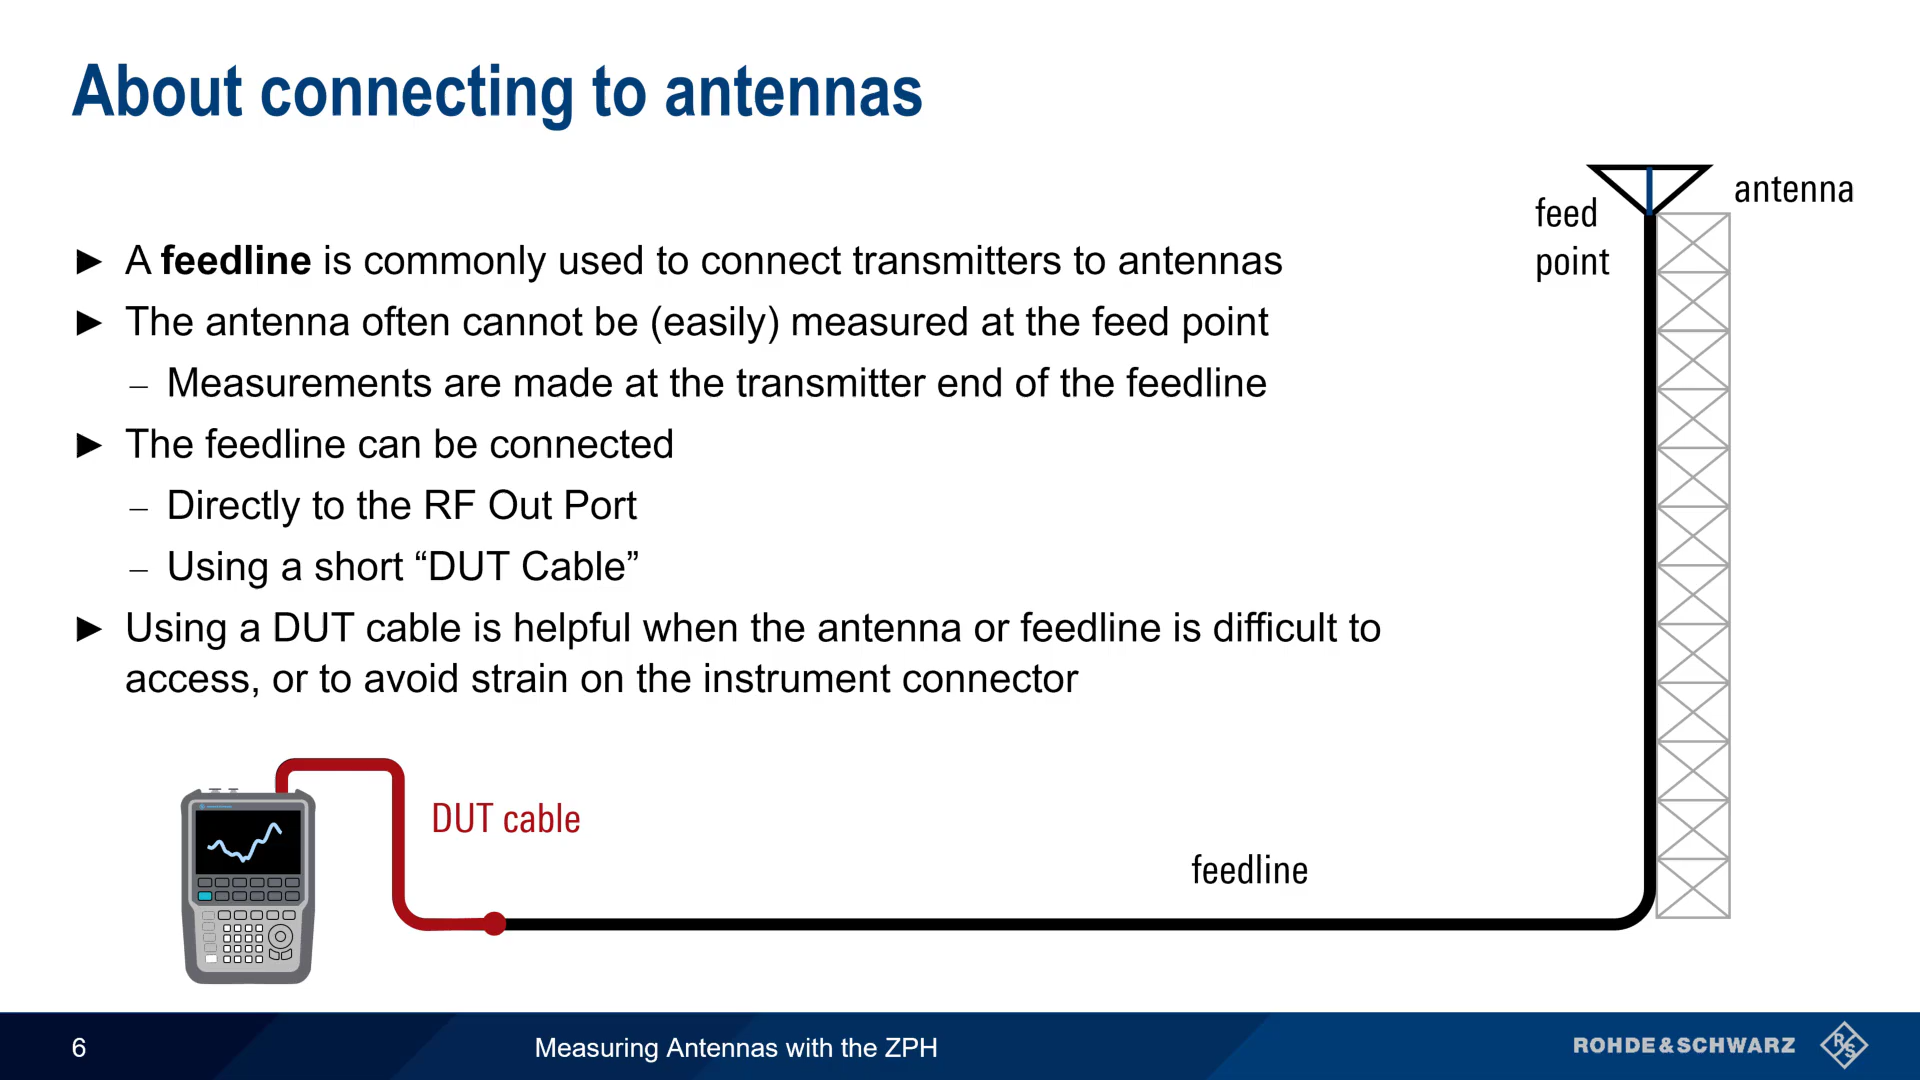 About connecting to antennas
antenna
feed
point
► A feedline is commonly used to connect transmitters to antennas
► The antenna often cannot be (easily) measured at the feed point
– Measurements are made at the transmitter end of the feedline
► The feedline can be connected
– Directly to the RF Out Port
– Using a short “DUT Cable”
► Using a DUT cable is helpful when the antenna or feedline is difficult to
access, or to avoid strain on the instrument connector
DUT cable
feedline
6
Measuring Antennas with the ZPH
ROHDE&SCHWARZ
R S